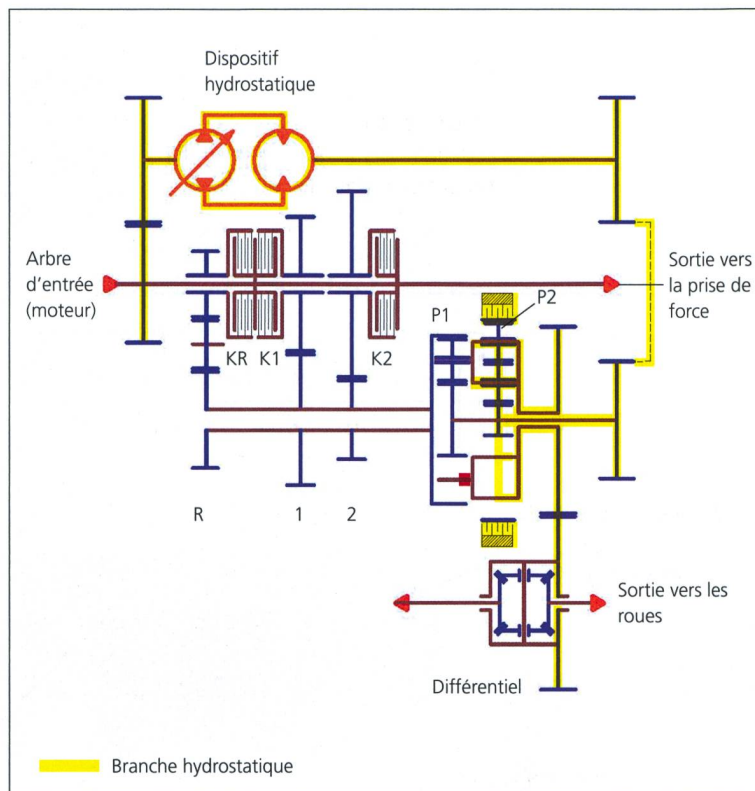 Dispositif
hydrostatique
Arbre
d'entrée
(moteur)
Sortie vers
la prise de
force
P1
P2
KR
K1
K2
R
1
2
Sortie vers les
roues
Différentiel
Branche hydrostatique